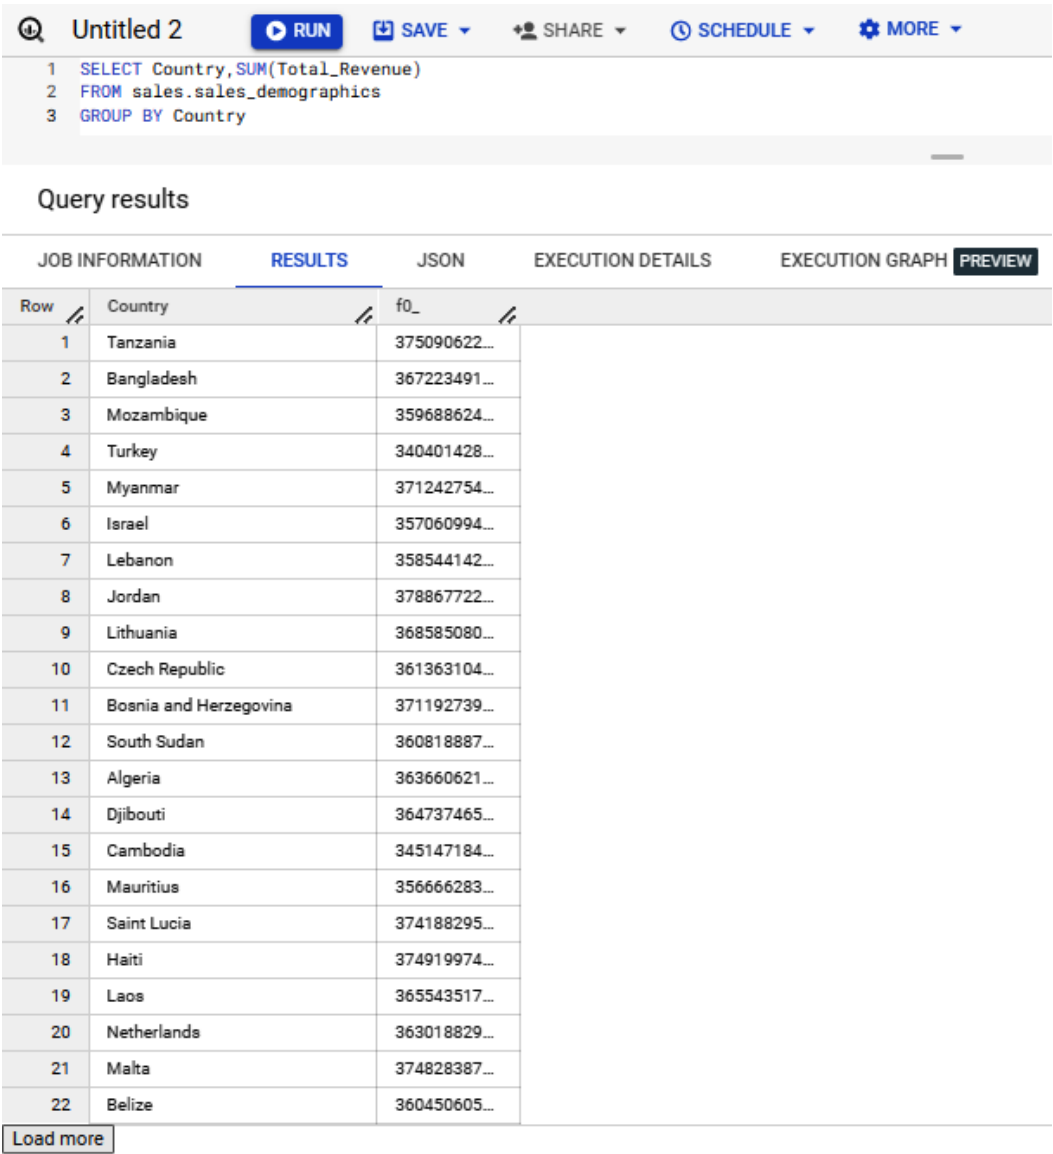 Untitled 2 RUN SAVE SHARE SCHEDULE MORE
1 SELECT Country,SUM(Total_Revenue)
2 FROM sales.sales_demographics
3 GROUP BY Country
Query results
JOB INFORMATION RESULTS JSON EXECUTION DETAILS EXECUTION GRAPH PREVIEW
Row Country f0_
1 Tanzania 375090622...
2 Bangladesh 367223491...
3 Mozambique 359688624...
4 Turkey 340401428...
5 Myanmar 371242754...
6 Israel 357060994...
7 Lebanon 358544142...
8 Jordan 378867722...
9 Lithuania 368585080...
10 Czech Republic 361363104...
11 Bosnia and Herzegovina 371192739...
12 South Sudan 360818887...
13 Algeria 363660621...
14 Djibouti 364737465...
15 Cambodia 345147184...
16 Mauritius 356666283...
17 Saint Lucia 374188295...
18 Haiti 374919974...
19 Laos 365543517...
20 Netherlands 363018829...
21 Malta 374828387...
22 Belize 360450605...
Load more